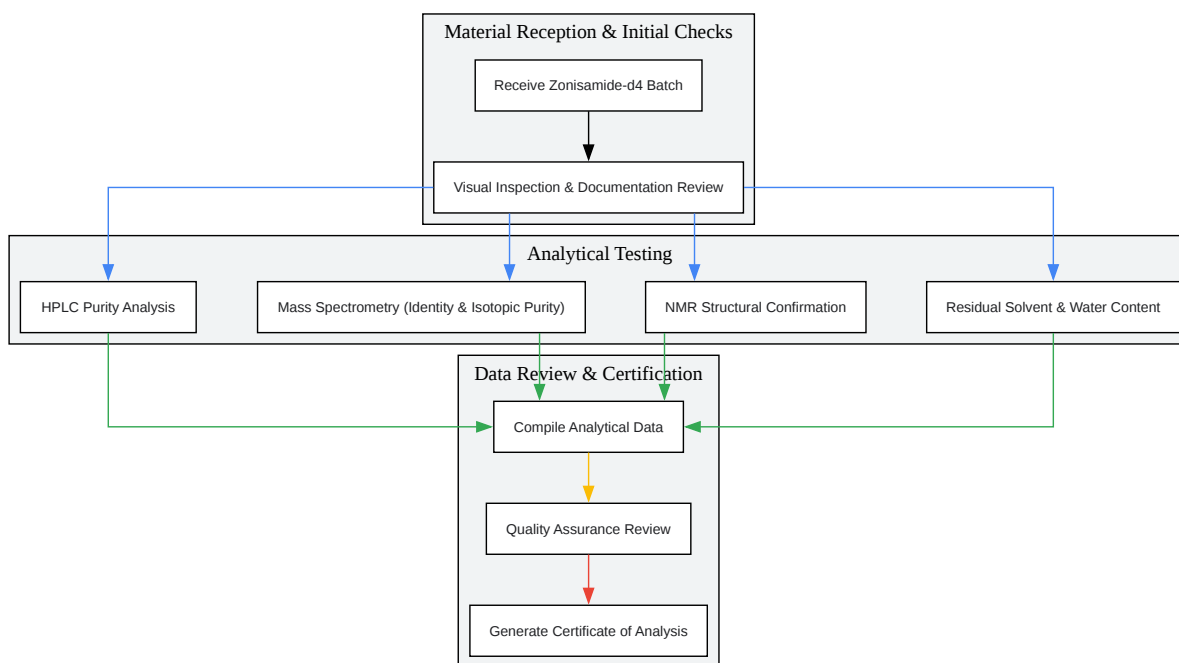 Material Reception & Initial Checks
Receive Zonisamide-d4 Batch
Visual Inspection & Documentation Review
Analytical Testing
HPLC Purity Analysis
Mass Spectrometry (Identity & Isotopic Purity)
NMR Structural Confirmation
Residual Solvent & Water Content
Data Review & Certification
Compile Analytical Data
Quality Assurance Review
Generate Certificate of Analysis